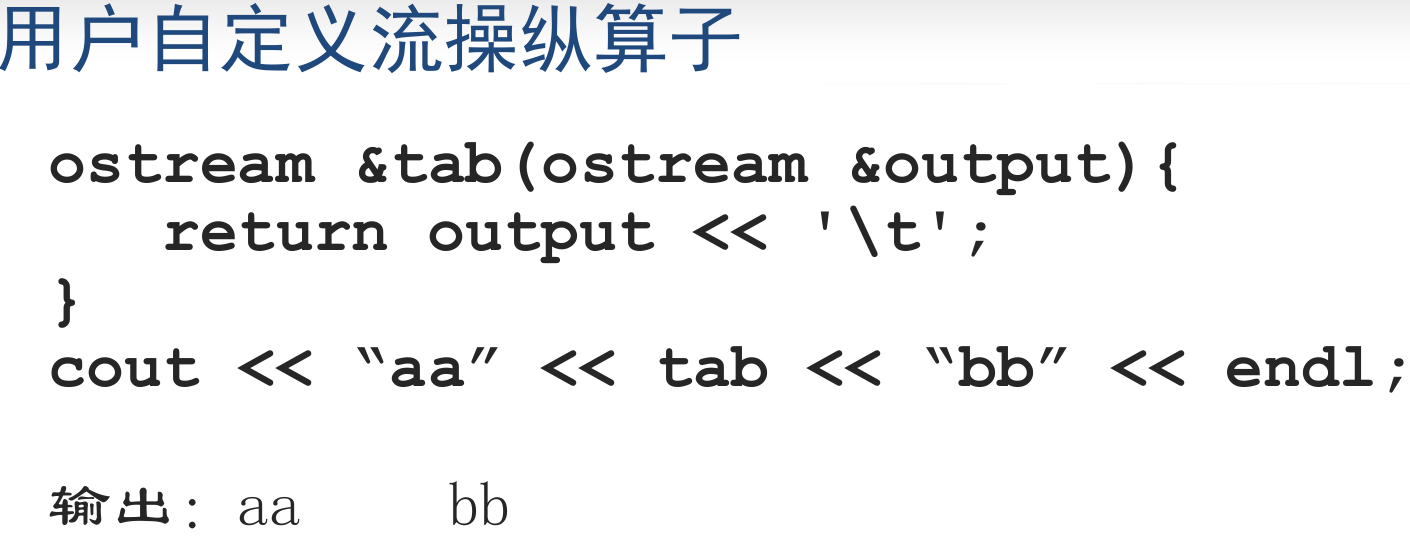 用户自定义流操纵算子
ostream &tab(ostream &output){
return output << '\t';
}
cout << “aa” << tab << “bb” << endl;
输出: aa bb